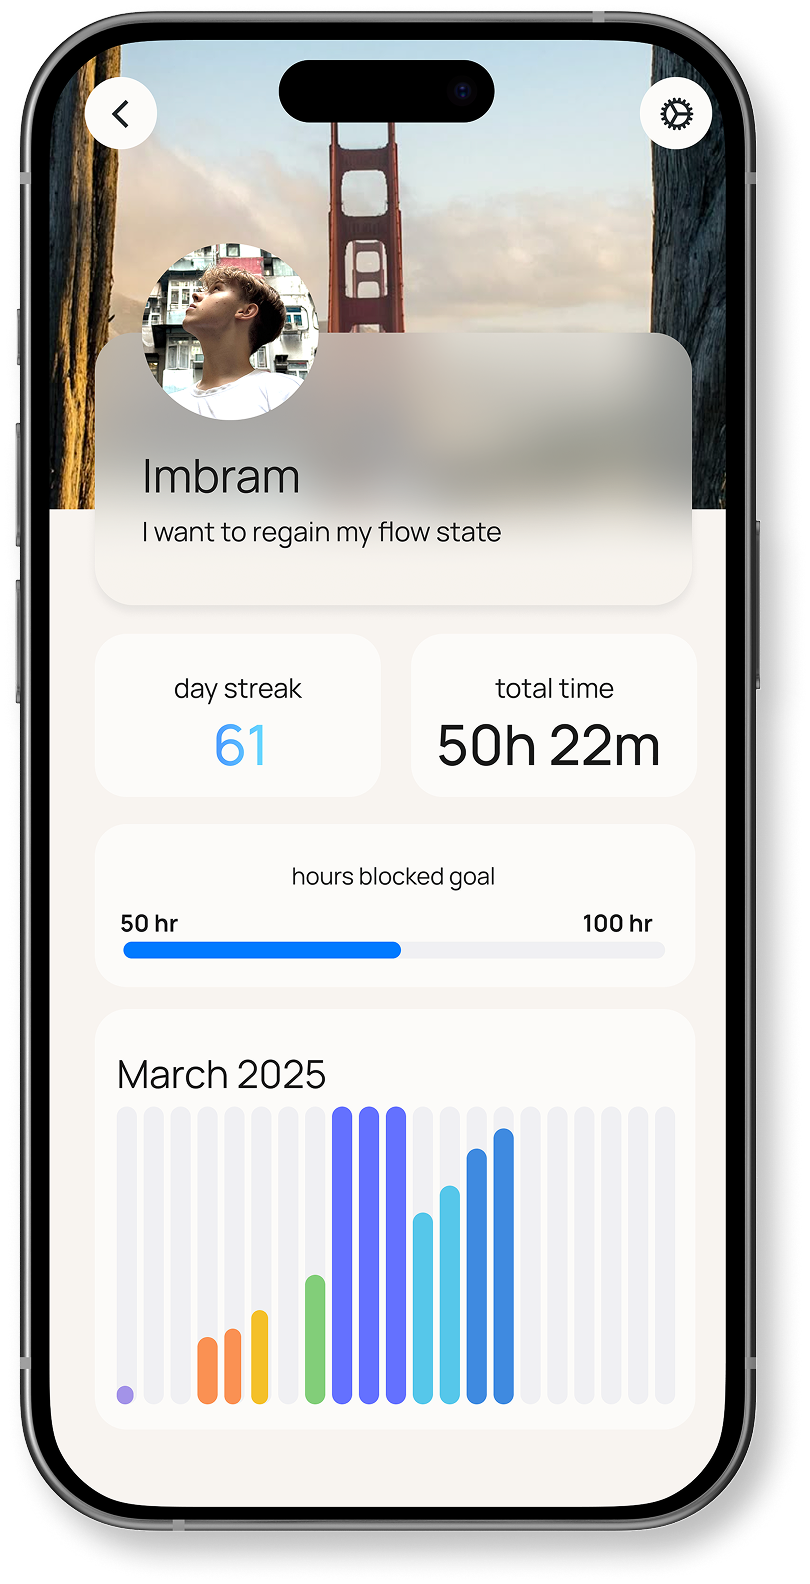 Imbram
I want to regain my flow state
day streak
total time
61
50h 22m
hours blocked goal
50 hr
100 hr
March 2025